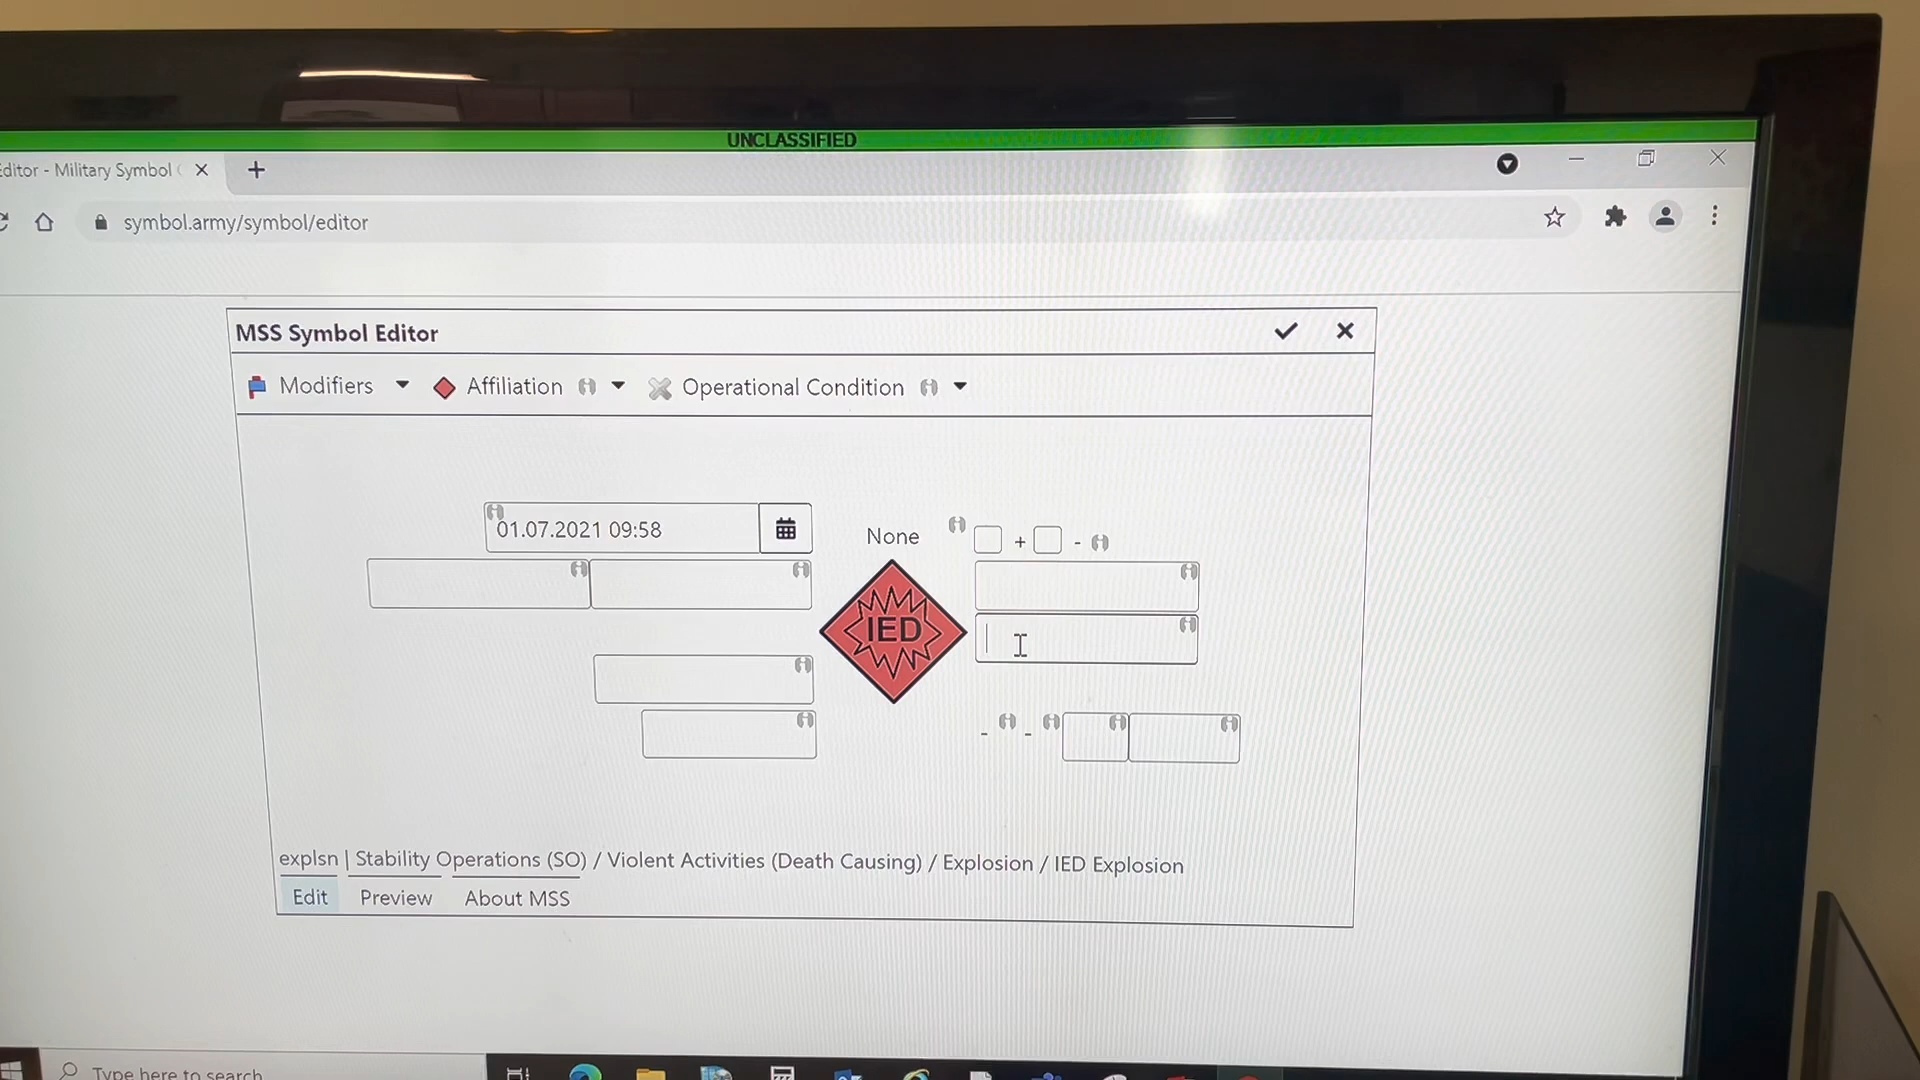 UNCLASSIFIED
Editor - Military Symbol
symbol.army/symbol/editor
MSS Symbol Editor
Modifiers Affiliation Operational Condition
01.07.2021 09:58
None + -
IED
- -
explsn | Stability Operations (SO) / Violent Activities (Death Causing) / Explosion / IED Explosion
Edit Preview About MSS
Type here to search